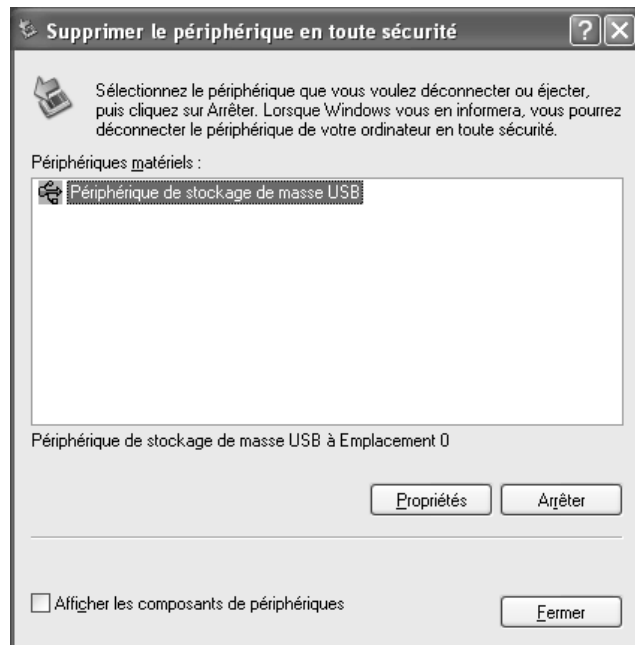 Supprimer le périphérique en toute sécurité
Sélectionnez le périphérique que vous voulez déconnecter ou éjecter,
puis cliquez sur Arrêter. Lorsque Windows vous en informera, vous pourrez
déconnecter le périphérique de votre ordinateur en toute sécurité.
Périphériques matériels :
Périphérique de stockage de masse USB
Périphérique de stockage de masse USB à Emplacement 0
Propriétés
Arrêter
Afficher les composants de périphériques
Fermer